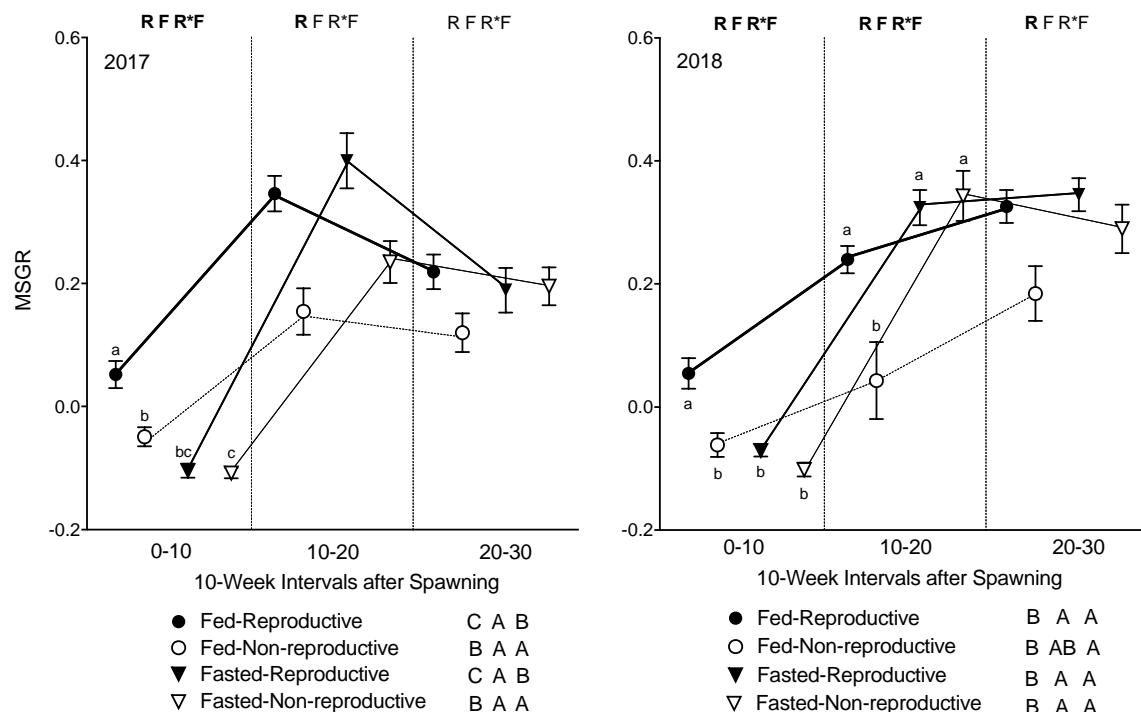 R F R*F R F R*F R F R*F
0.6
2017
0.4
0.2
0.0
-0.2
MSGR
a
b
bc
c
0-10 10-20 20-30
10-Week Intervals after Spawning
Fed-Reproductive C A B
Fed-Non-reproductive B A A
Fasted-Reproductive C A B
Fasted-Non-reproductive B A A
R F R*F R F R*F R F R*F
0.6
2018
0.4
0.2
0.0
-0.2
a
b
b
b
a
b
a
a
0-10 10-20 20-30
10-Week Intervals after Spawning
Fed-Reproductive B A A
Fed-Non-reproductive B AB A
Fasted-Reproductive B A A
Fasted-Non-reproductive B A A